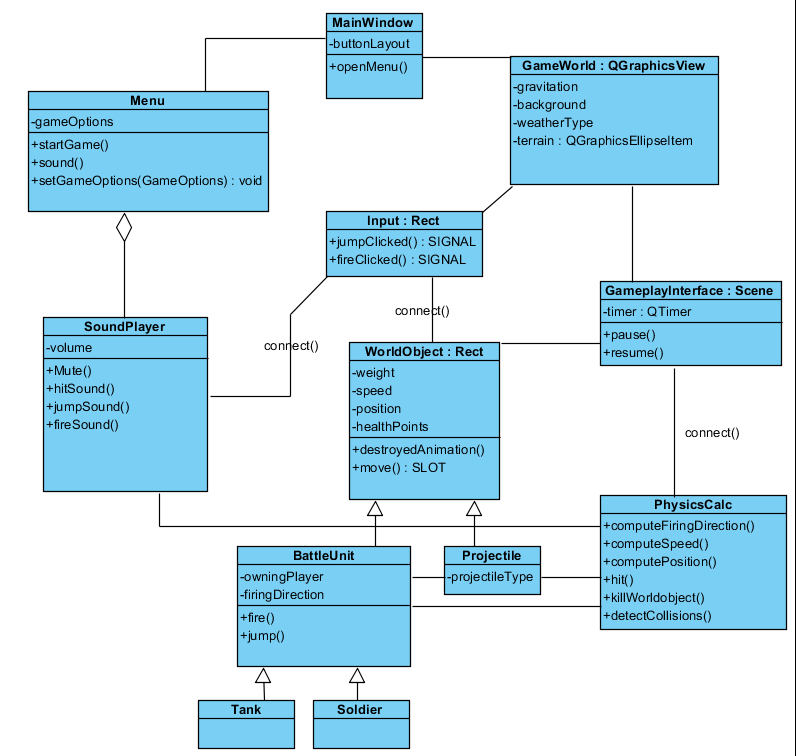 MainWindow
-buttonLayout
+openMenu()
GameWorld : QGraphicsView
-gravitation
-background
-weatherType
-terrain : QGraphicsEllipseItem
Menu
-gameOptions
+startGame()
+sound()
+setGameOptions(GameOptions) : void
Input : Rect
+jumpClicked() : SIGNAL
+fireClicked() : SIGNAL
GameplayInterface : Scene
-timer : QTimer
+pause()
+resume()
connect()
connect()
SoundPlayer
-volume
+Mute()
+hitSound()
+jumpSound()
+fireSound()
WorldObject : Rect
-weight
-speed
-position
-healthPoints
+destroyedAnimation()
+move() : SLOT
connect()
PhysicsCalc
+computeFiringDirection()
+computeSpeed()
+computePosition()
+hit()
+killWorldobject()
+detectCollisions()
BattleUnit
-owningPlayer
-firingDirection
+fire()
+jump()
Projectile
-projectileType
Tank
Soldier